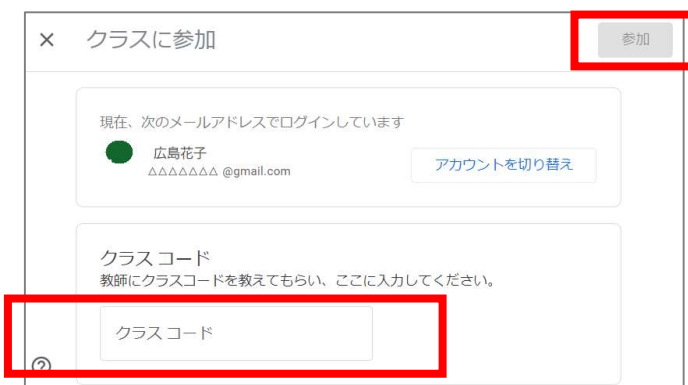 × クラスに参加 参加
現在、次のメールアドレスでログインしています
広島花子
△△△△△△△ @gmail.com
アカウントを切り替え
クラス コード
教師にクラスコードを教えてもらい、ここに入力してください。
クラス コード
?